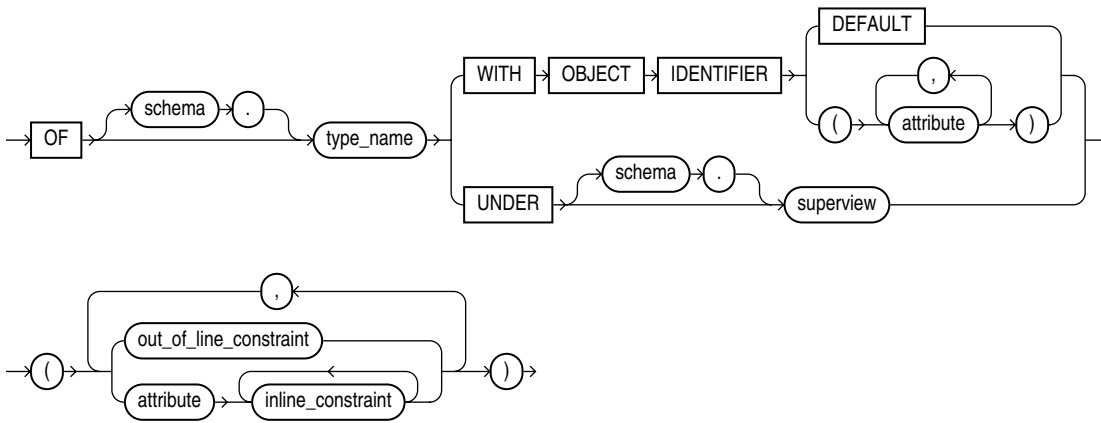 OF schema . type_name WITH OBJECT IDENTIFIER DEFAULT
( attribute , )
UNDER schema . superview
( out_of_line_constraint ,
attribute inline_constraint )